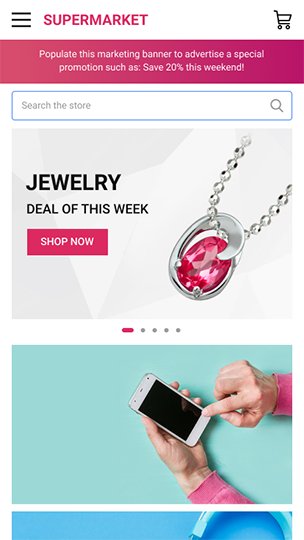 SUPERMARKET
Populate this marketing banner to advertise a special
promotion such as: Save 20% this weekend!
Search the store
JEWELRY
DEAL OF THIS WEEK
SHOP NOW